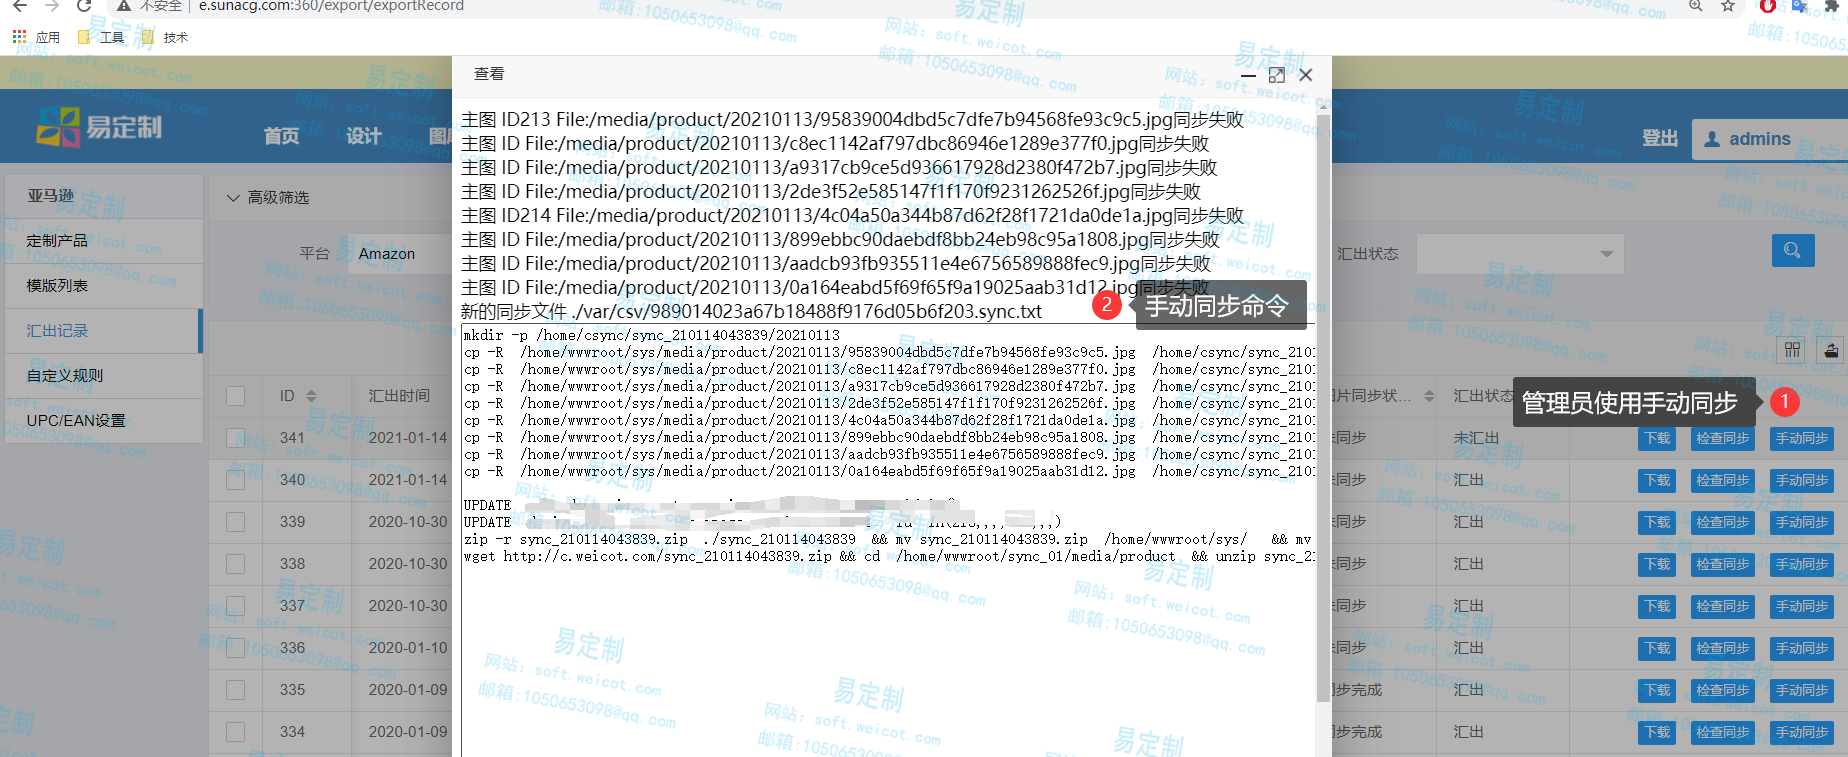 不安全 e.sunacg.com:360/export/exportRecord
应用 工具 技术
易定制
首页 设计
登出 admins
亚马逊
定制产品
模版列表
汇出记录
自定义规则
UPC/EAN设置
高级筛选
平台 Amazon
汇出状态
查看
主图 ID213 File:/media/product/20210113/95839004dbd5c7dfe7b94568fe93c9c5.jpg同步失败
主图 ID File:/media/product/20210113/c8ec1142af797dbc86946e1289e377f0.jpg同步失败
主图 ID File:/media/product/20210113/a9317cb9ce5d936617928d2380f472b7.jpg同步失败
主图 ID File:/media/product/20210113/2de3f52e585147f1f170f9231262526f.jpg同步失败
主图 ID214 File:/media/product/20210113/4c04a50a344b87d62f28f1721da0de1a.jpg同步失败
主图 ID File:/media/product/20210113/899ebbc90daebdf8bb24eb98c95a1808.jpg同步失败
主图 ID File:/media/product/20210113/aadcb93fb935511e4e6756589888fec9.jpg同步失败
主图 ID File:/media/product/20210113/0a164eabd5f69f65f9a19025aab31d12.jpg同步失败
新的同步文件 ./var/csv/989014023a67b18488f9176d05b6f203.sync.txt
2 手动同步命令
mkdir -p /home/csync/sync_210114043839/20210113
cp -R /home/wwwroot/sys/media/product/20210113/95839004dbd5c7dfe7b94568fe93c9c5.jpg /home/csync/sync_2101
cp -R /home/wwwroot/sys/media/product/20210113/c8ec1142af797dbc86946e1289e377f0.jpg /home/csync/sync_2101
cp -R /home/wwwroot/sys/media/product/20210113/a9317cb9ce5d936617928d2380f472b7.jpg /home/csync/sync_2101
cp -R /home/wwwroot/sys/media/product/20210113/2de3f52e585147f1f170f9231262526f.jpg /home/csync/sync_2101
cp -R /home/wwwroot/sys/media/product/20210113/4c04a50a344b87d62f28f1721da0de1a.jpg /home/csync/sync_2101
cp -R /home/wwwroot/sys/media/product/20210113/899ebbc90daebdf8bb24eb98c95a1808.jpg /home/csync/sync_2101
cp -R /home/wwwroot/sys/media/product/20210113/aadcb93fb935511e4e6756589888fec9.jpg /home/csync/sync_2101
cp -R /home/wwwroot/sys/media/product/20210113/0a164eabd5f69f65f9a19025aab31d12.jpg /home/csync/sync_2101
UPDATE
UPDATE
zip -r sync_210114043839.zip ./sync_210114043839 && mv sync_210114043839.zip /home/wwwroot/sys/ && mv
wget http://c.weicot.com/sync_210114043839.zip && cd /home/wwwroot/sync_01/media/product && unzip sync_21
管理员使用手动同步 1
ID 汇出时间 片同步状... 汇出状态
341 2021-01-14 未同步 未汇出 下载 检查同步 手动同步
340 2021-01-14 未同步 汇出 下载 检查同步 手动同步
339 2020-10-30 未同步 汇出 下载 检查同步 手动同步
338 2020-10-30 未同步 汇出 下载 检查同步 手动同步
337 2020-10-30 未同步 汇出 下载 检查同步 手动同步
336 2020-01-10 未同步 汇出 下载 检查同步 手动同步
335 2020-01-09 同步完成 汇出 下载 检查同步 手动同步
334 2020-01-09 同步完成 汇出 下载 检查同步 手动同步
易定制
网站: soft.weicot.com
邮箱:1050653098@qq.com